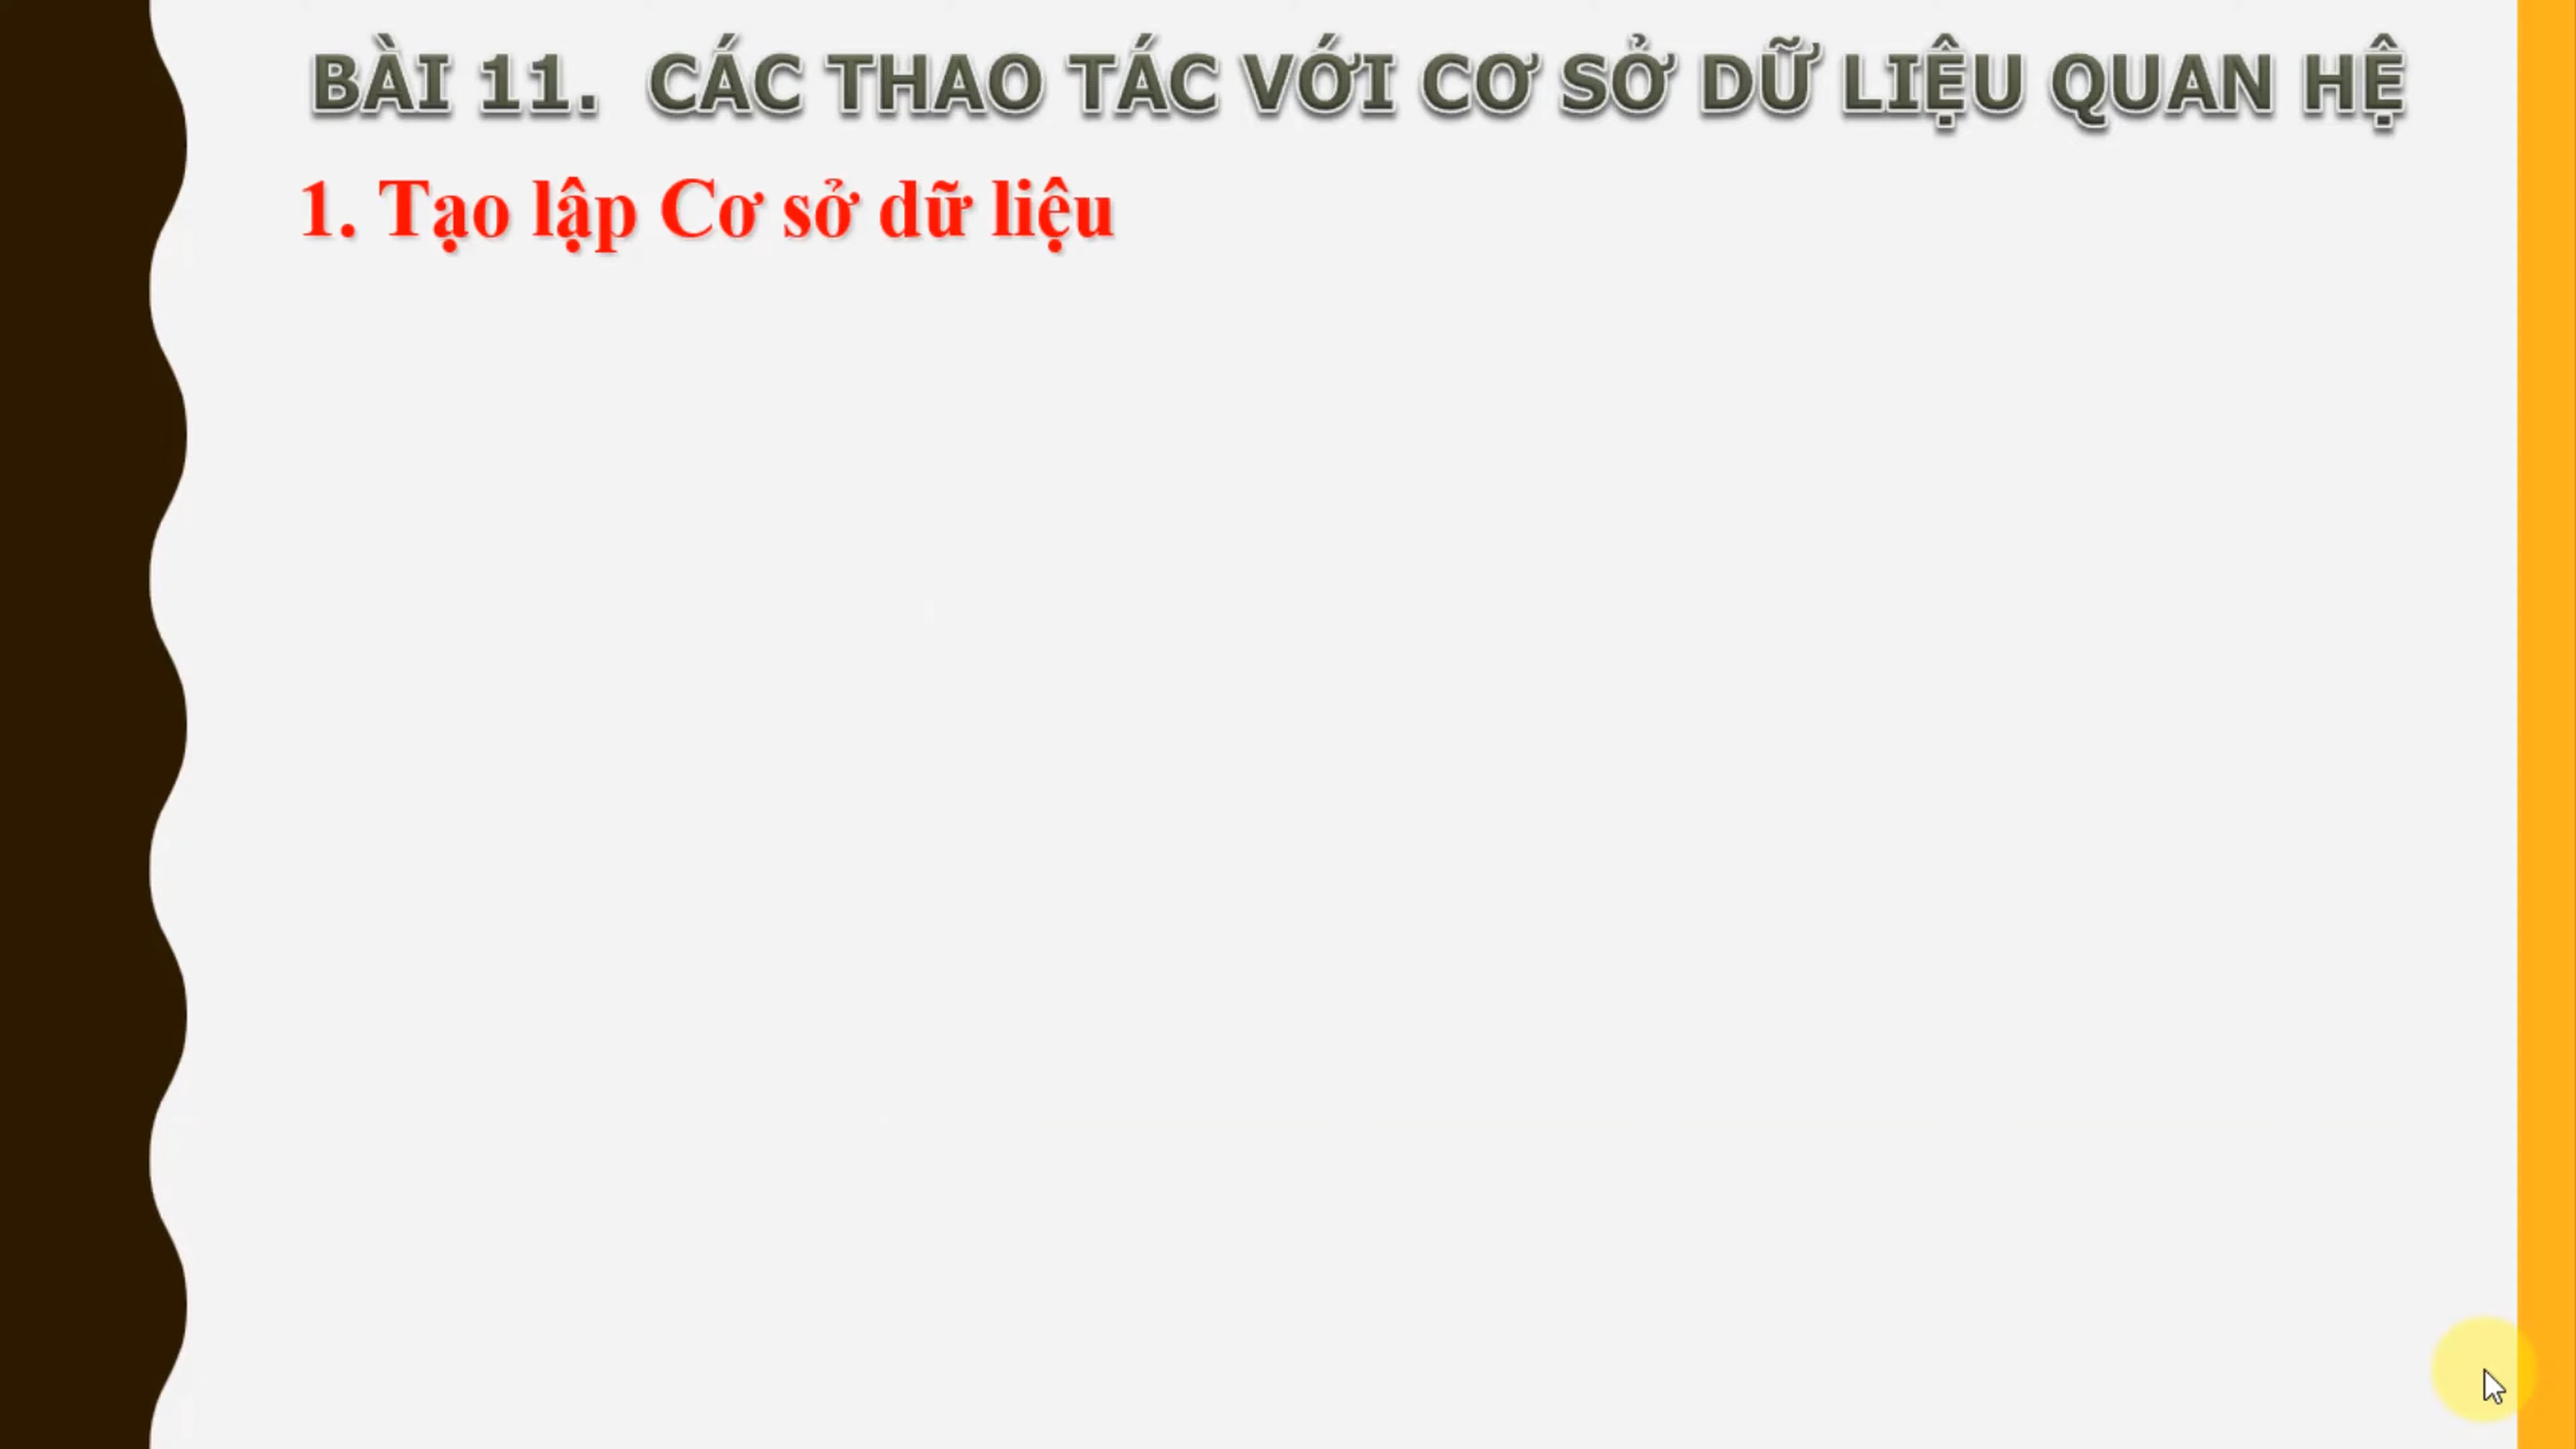 BÀI 11. CÁC THAO TÁC VỚI CƠ SỞ DỮ LIỆU QUAN HỆ
1. Tạo lập Cơ sở dữ liệu